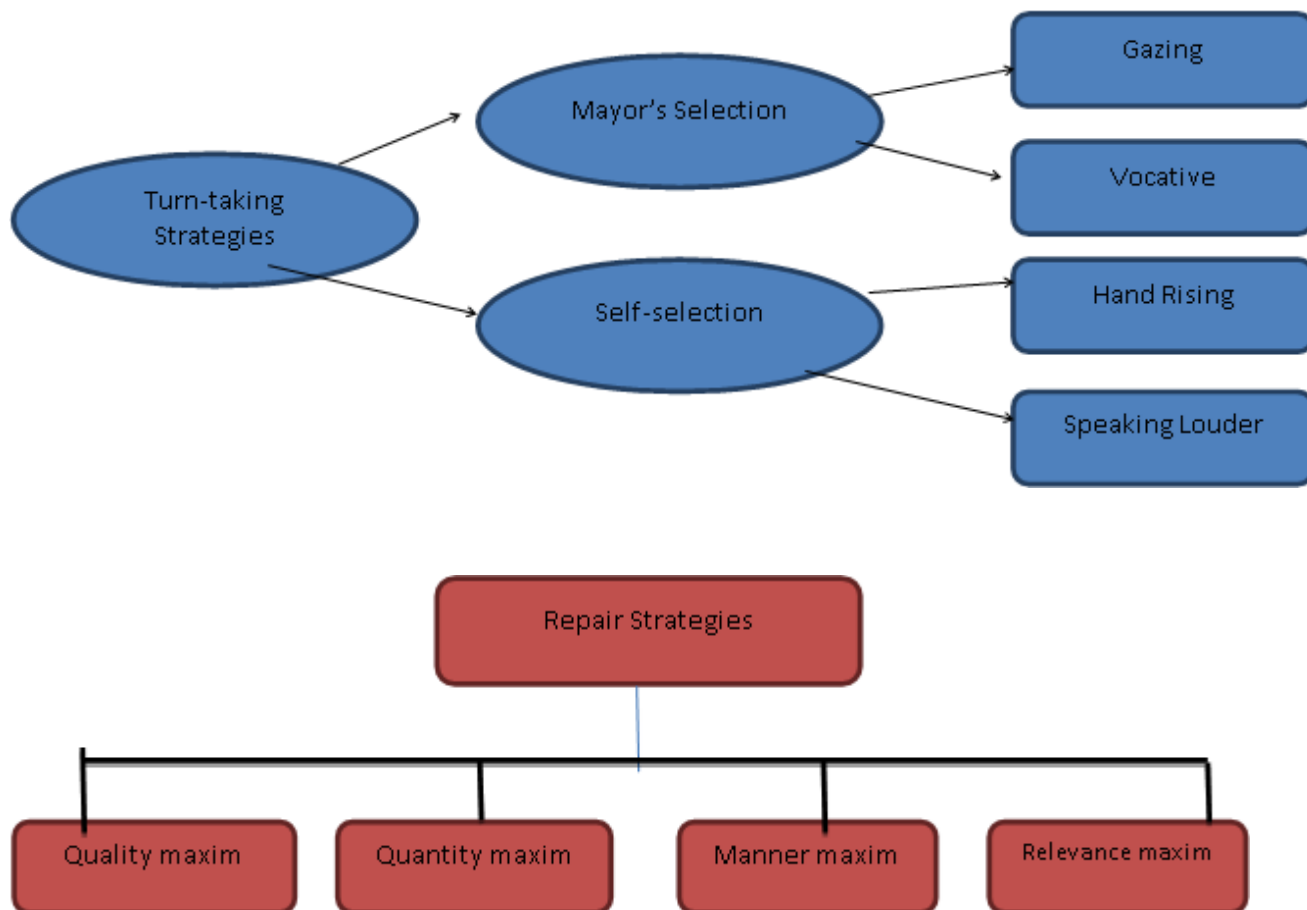 Gazing
Mayor's Selection
Vocative
Turn-taking
Strategies
Hand Rising
Self-selection
Speaking Louder
Repair Strategies
Quality maxim
Quantity maxim
Manner maxim
Relevance maxim